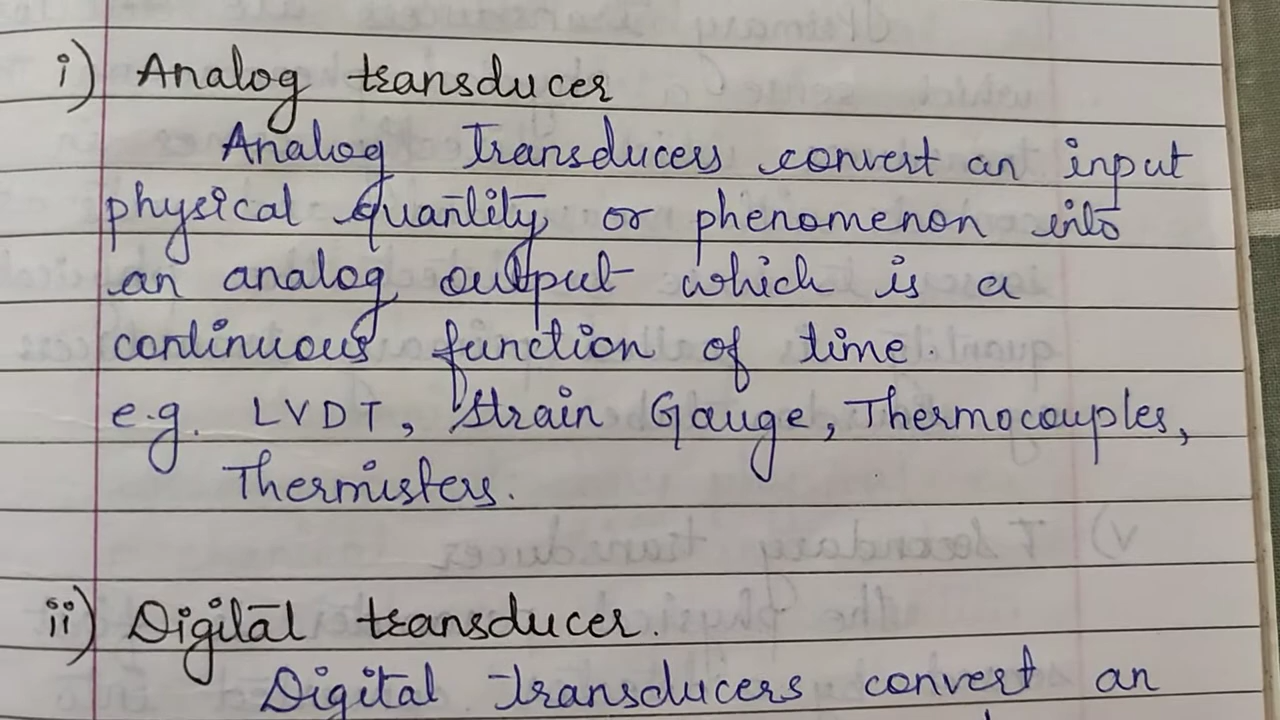 i) Analog transducer
Analog Transducers convert an input
physical quantity or phenomenon into
an analog output which is a
continuous function of time.
e.g. LVDT, Strain Gauge, Thermocouples,
Thermisters.
ii) Digital transducer.
Digital Transducers convert an